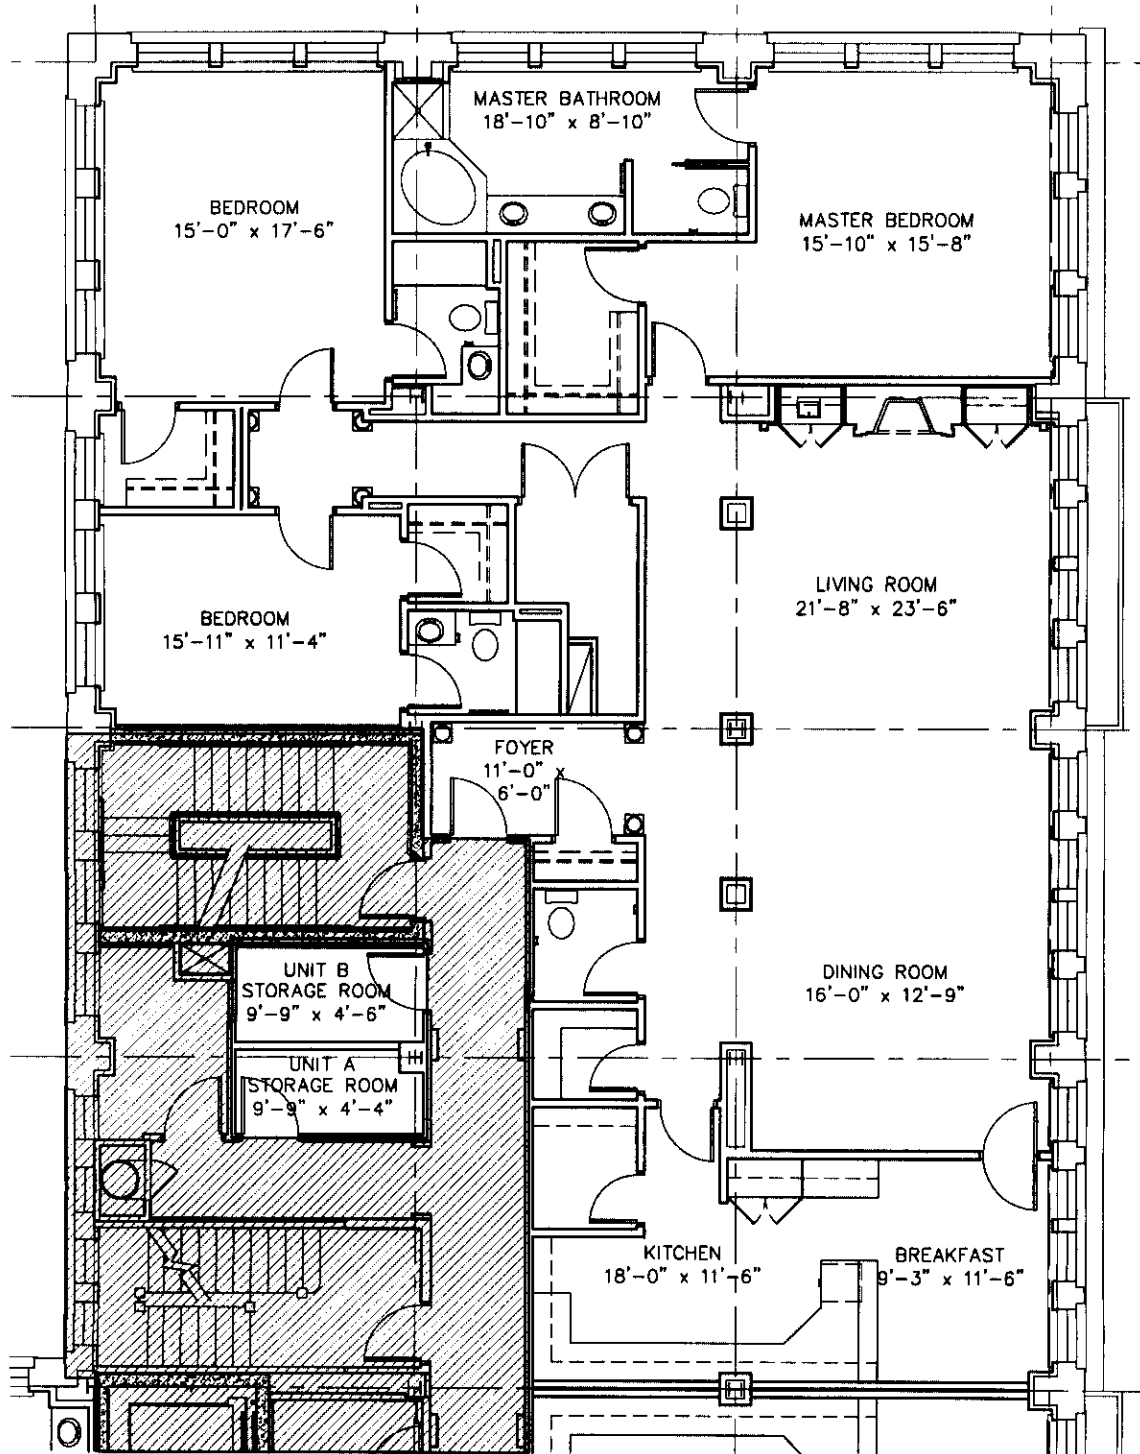 MASTER BATHROOM
18'-10" x 8'-10"
BEDROOM
15'-0" x 17'-6"
MASTER BEDROOM
15'-10" x 15'-8"
LIVING ROOM
21'-8" x 23'-6"
BEDROOM
15'-11" x 11'-4"
FOYER
11'-0" x
6'-0"
UNIT B
STORAGE ROOM
9'-9" x 4'-6"
DINING ROOM
16'-0" x 12'-9"
UNIT A
STORAGE ROOM
9'-9" x 4'-4"
KITCHEN
18'-0" x 11'-6"
BREAKFAST
9'-3" x 11'-6"